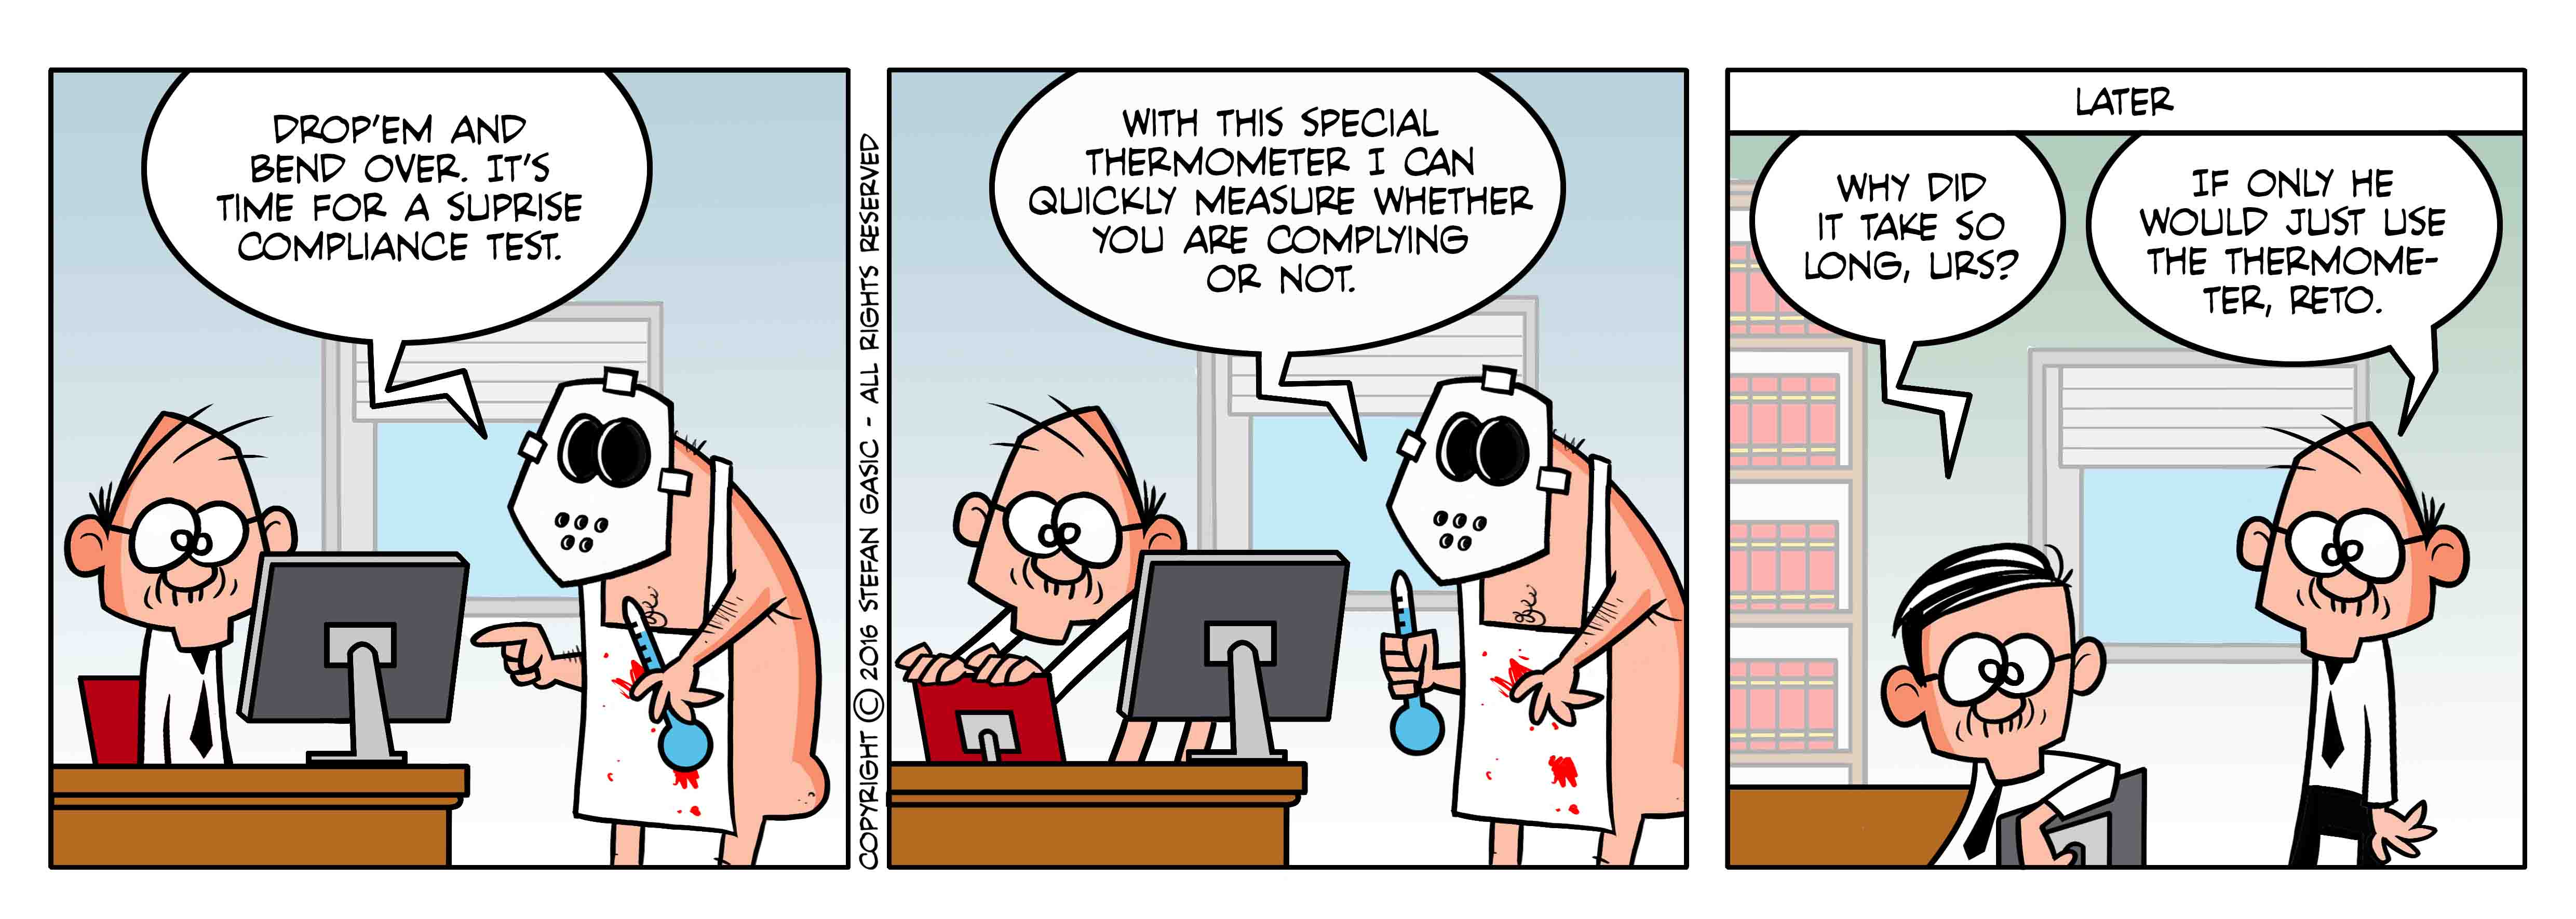 DROP'EM AND
BEND OVER. IT'S
TIME FOR A SUPRISE
COMPLIANCE TEST.
COPYRIGHT © 2016 STEFAN GASIC - ALL RIGHTS RESERVED
WITH THIS SPECIAL
THERMOMETER I CAN
QUICKLY MEASURE WHETHER
YOU ARE COMPLYING
OR NOT.
LATER
WHY DID
IT TAKE SO
LONG, URS?
IF ONLY HE
WOULD JUST USE
THE THERMOME-
TER, RETO.